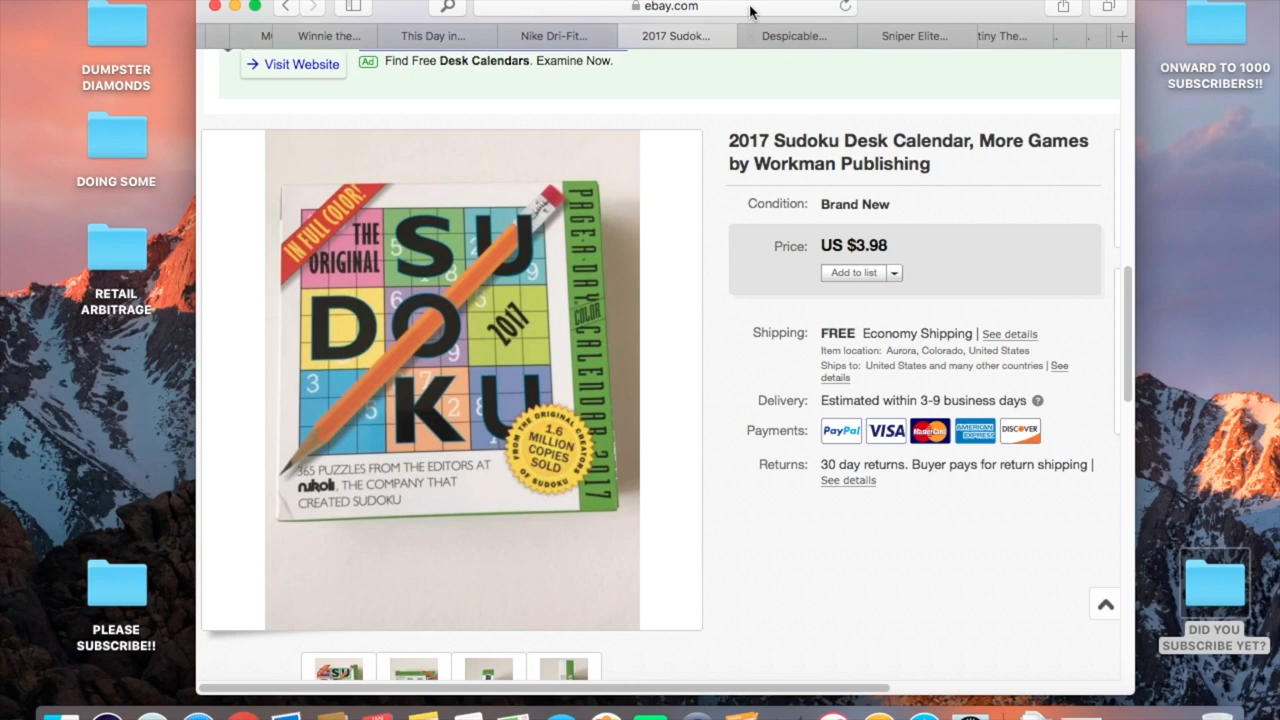 ebay.com
Winnie the...
This Day in...
Nike Dri-Fit...
2017 Sudok...
Despicable...
Sniper Elite...
tiny The...
→ Visit Website
Ad Find Free Desk Calendars. Examine Now.
DUMPSTER
DIAMONDS
DOING SOME
RETAIL
ARBITRAGE
PLEASE
SUBSCRIBE!!
IN FULL COLOR!
THE
ORIGINAL
SU
DO
KU
2017
PAGE-A-DAY COLOR CALENDAR 2017
FROM THE ORIGINAL CREATORS OF SUDOKU
1.6
MILLION
COPIES
SOLD
365 PUZZLES FROM THE EDITORS AT
nikoli, THE COMPANY THAT
CREATED SUDOKU
2017 Sudoku Desk Calendar, More Games
by Workman Publishing
Condition: Brand New
Price: US $3.98
Add to list
Shipping: FREE Economy Shipping | See details
Item location: Aurora, Colorado, United States
Ships to: United States and many other countries | See
details
Delivery: Estimated within 3-9 business days ?
Payments: PayPal VISA MasterCard AMERICAN EXPRESS DISCOVER
Returns: 30 day returns. Buyer pays for return shipping |
See details
ONWARD TO 1000
SUBSCRIBERS!!
DID YOU
SUBSCRIBE YET?